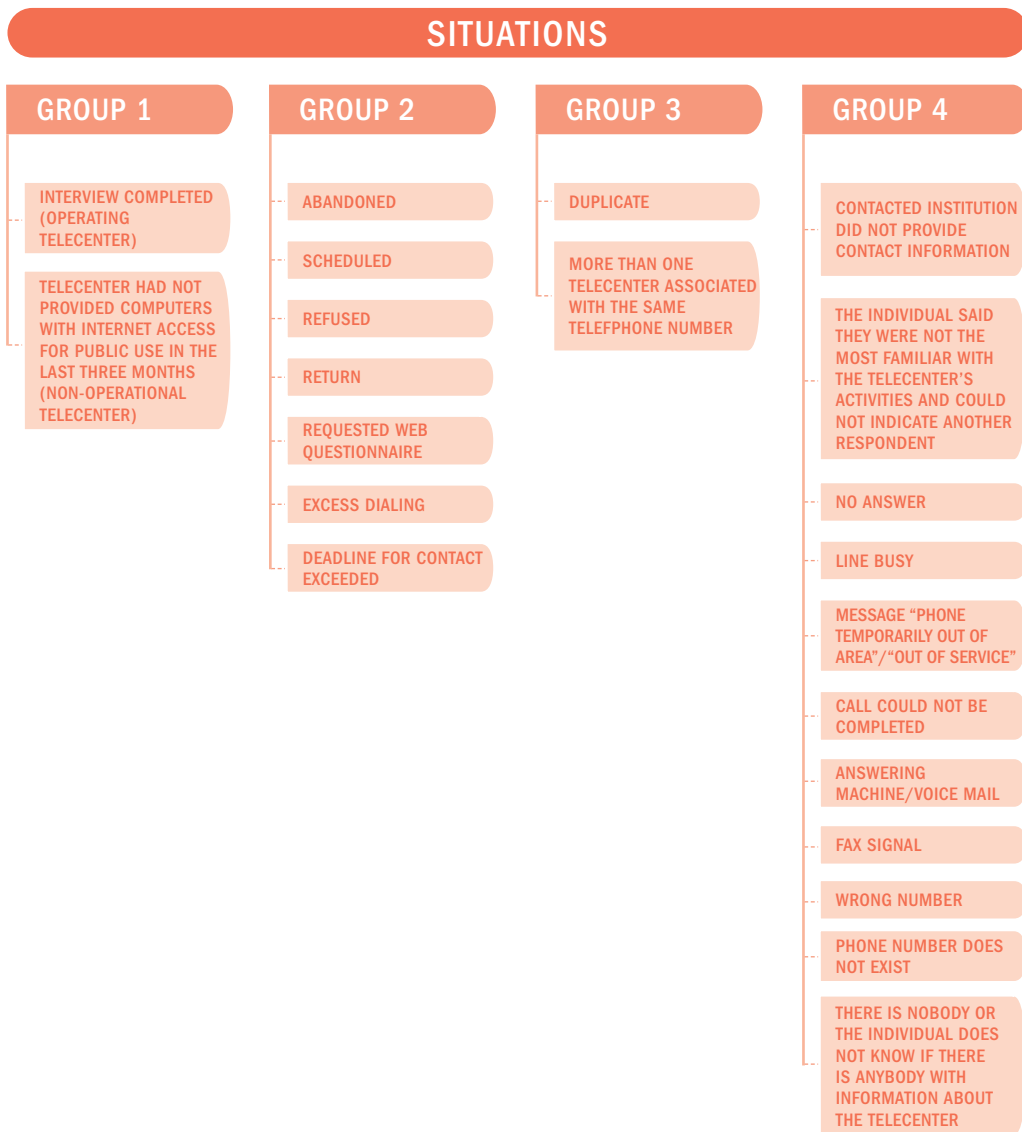 SITUATIONS
GROUP 1
INTERVIEW COMPLETED
(OPERATING
TELECENTER)
TELECENTER HAD NOT
PROVIDED COMPUTERS
WITH INTERNET ACCESS
FOR PUBLIC USE IN THE
LAST THREE MONTHS
(NON-OPERATIONAL
TELECENTER)
GROUP 2
ABANDONED
SCHEDULED
REFUSED
RETURN
REQUESTED WEB
QUESTIONNAIRE
EXCESS DIALING
DEADLINE FOR CONTACT
EXCEEDED
GROUP 3
DUPLICATE
MORE THAN ONE
TELECENTER ASSOCIATED
WITH THE SAME
TELEFPHONE NUMBER
GROUP 4
CONTACTED INSTITUTION
DID NOT PROVIDE
CONTACT INFORMATION
THE INDIVIDUAL SAID
THEY WERE NOT THE
MOST FAMILIAR WITH
THE TELECENTER'S
ACTIVITIES AND COULD
NOT INDICATE ANOTHER
RESPONDENT
NO ANSWER
LINE BUSY
MESSAGE “PHONE
TEMPORARILY OUT OF
AREA”/“OUT OF SERVICE”
CALL COULD NOT BE
COMPLETED
ANSWERING
MACHINE/VOICE MAIL
FAX SIGNAL
WRONG NUMBER
PHONE NUMBER DOES
NOT EXIST
THERE IS NOBODY OR
THE INDIVIDUAL DOES
NOT KNOW IF THERE
IS ANYBODY WITH
INFORMATION ABOUT
THE TELECENTER